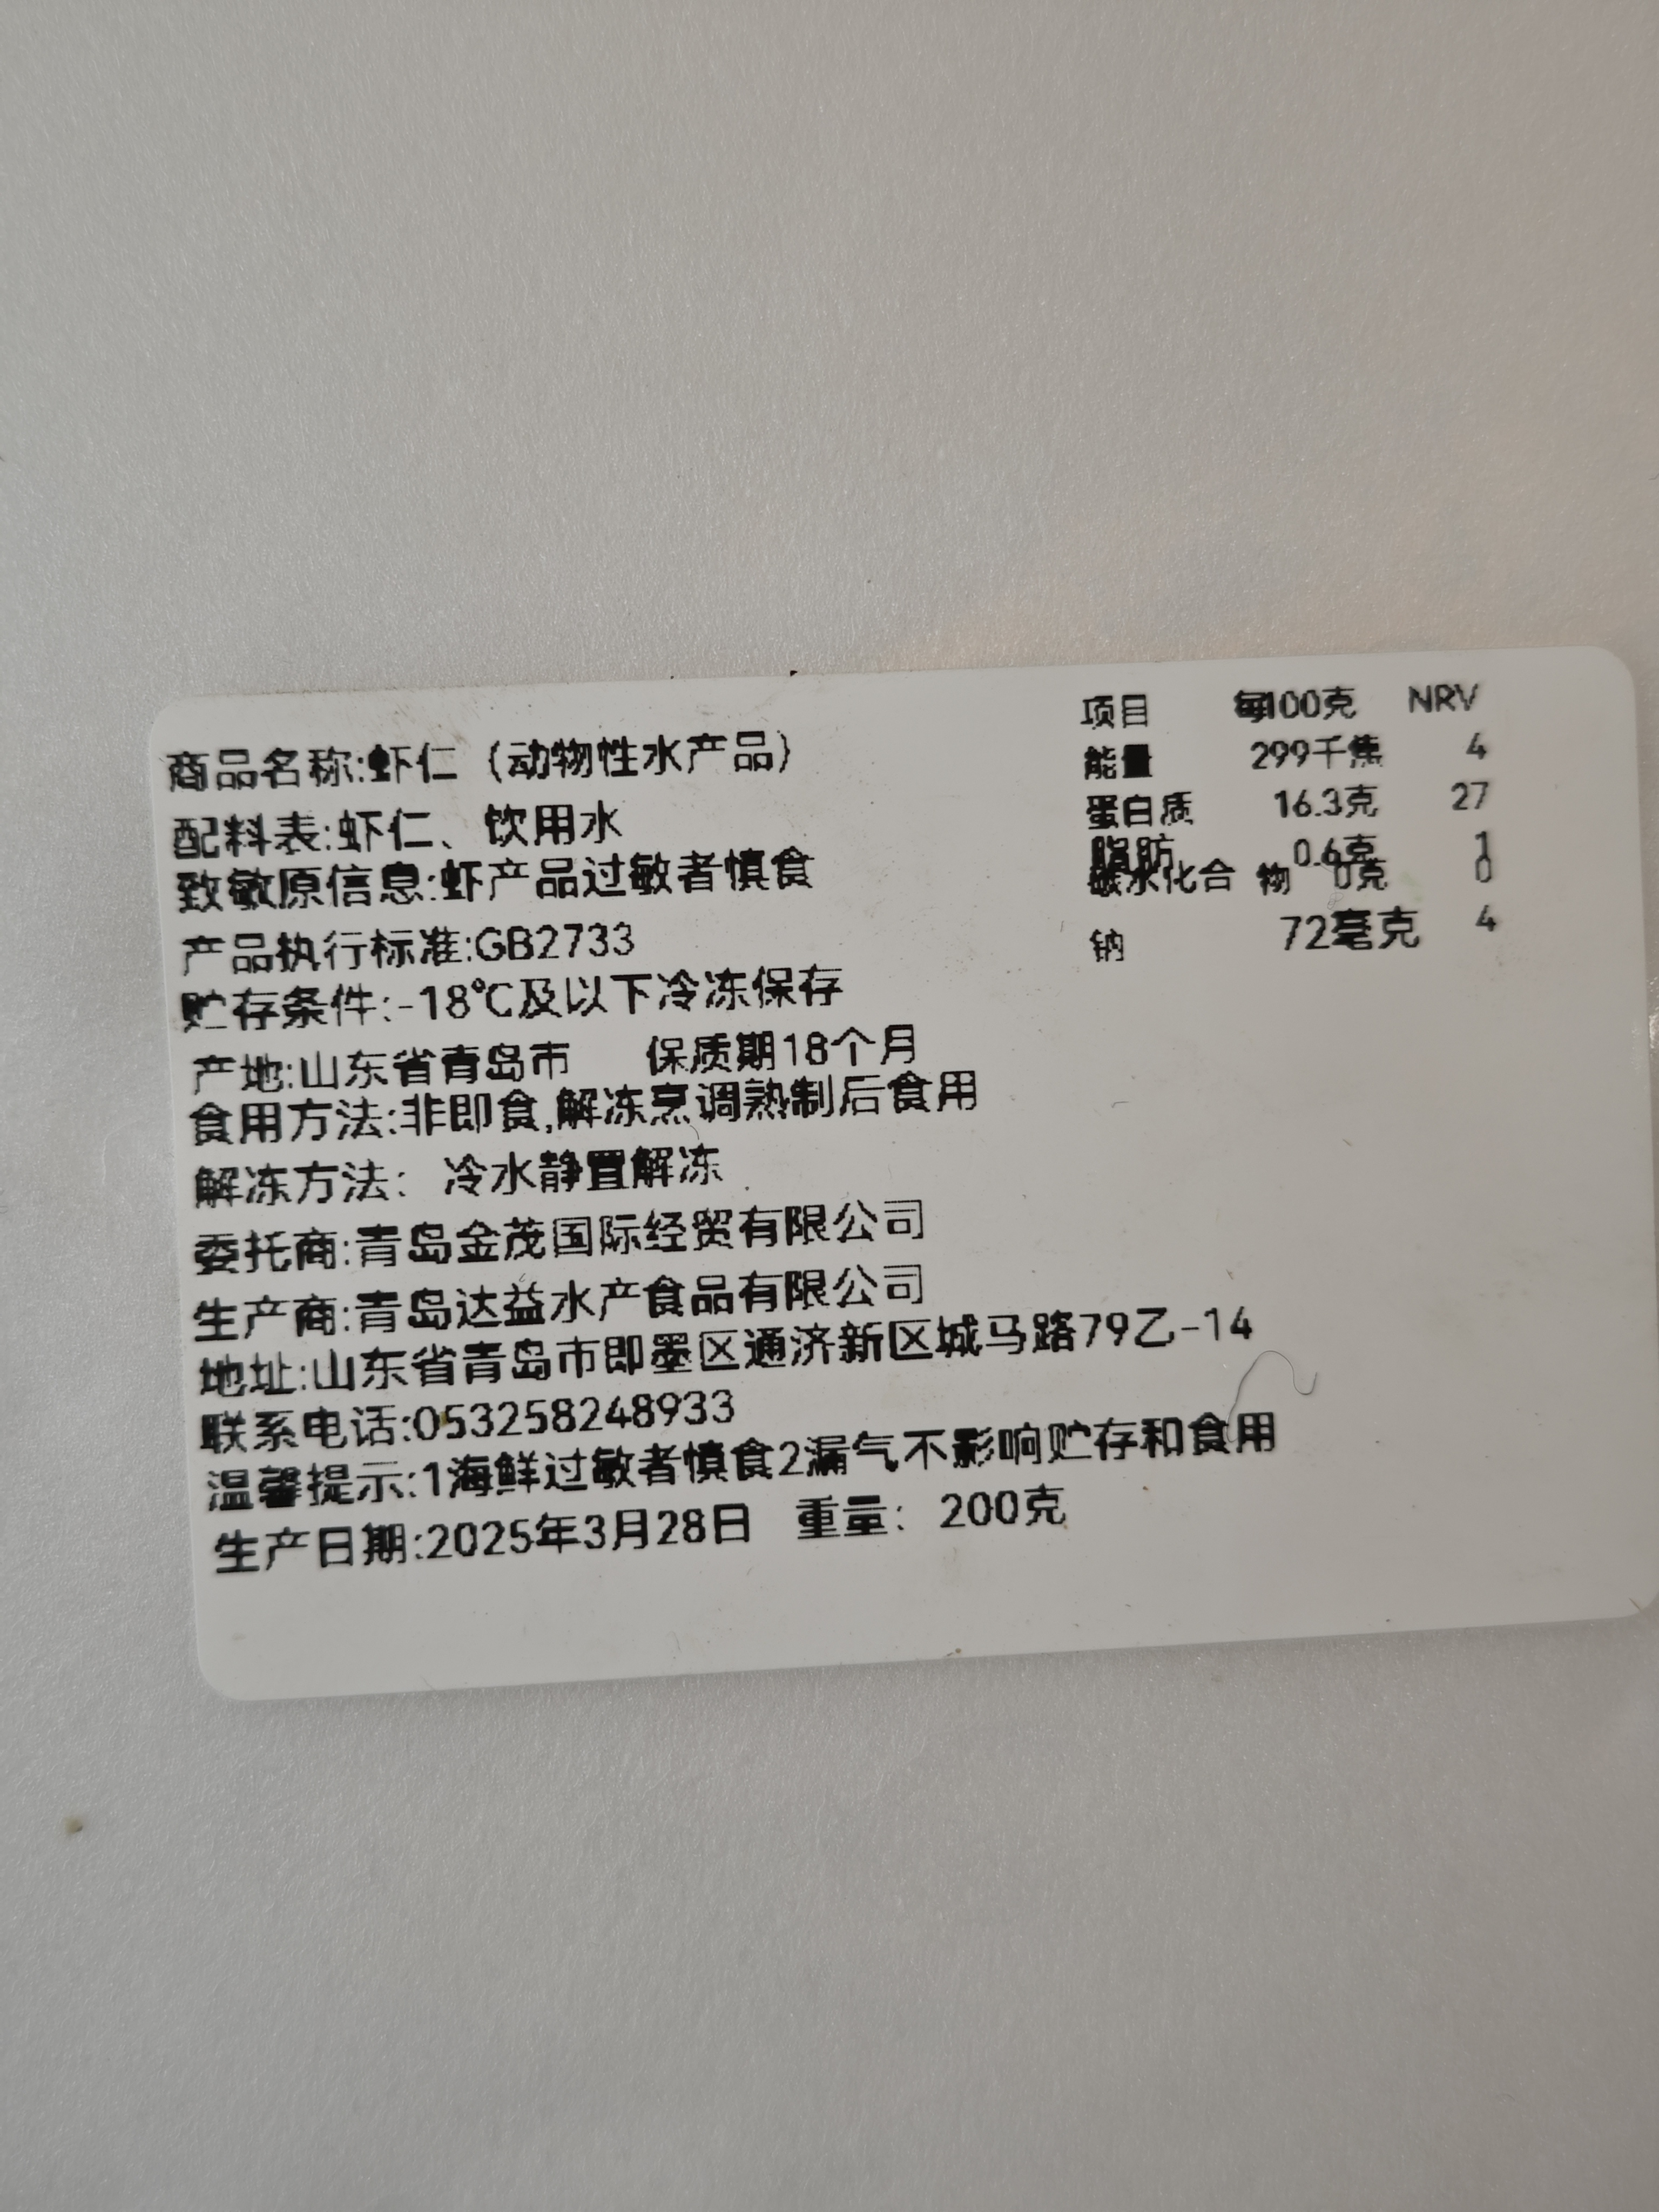 商品名称:虾仁（动物性水产品）
配料表:虾仁、饮用水
致敏原信息:虾产品过敏者慎食
产品执行标准:GB2733
贮存条件:-18℃及以下冷冻保存
产地:山东省青岛市 保质期18个月
食用方法:非即食,解冻烹调熟制后食用
解冻方法：冷水静置解冻
委托商:青岛金茂国际经贸有限公司
生产商:青岛达益水产食品有限公司
地址:山东省青岛市即墨区通济新区城马路79乙-14
联系电话:053258248933
温馨提示:1海鲜过敏者慎食2漏气不影响贮存和食用
生产日期:2025年3月28日 重量：200克
项目 每100克 NRV
能量 299千焦 4
蛋白质 16.3克 27
脂肪 0.6克 1
碳水化合物 0克 0
钠 72毫克 4